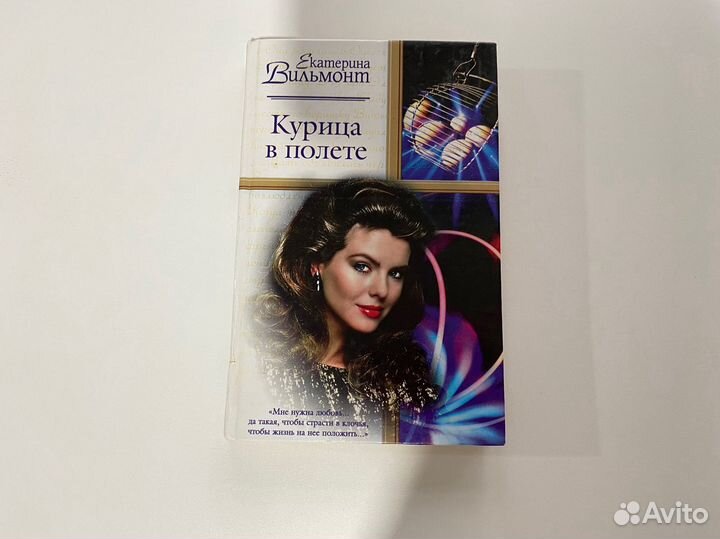 Екатерина
Вильмонт
Курица
в полете
«Мне нужна любовь...
да такая, чтобы страсти в клочья,
чтобы жизнь на нее положить...»
Avito